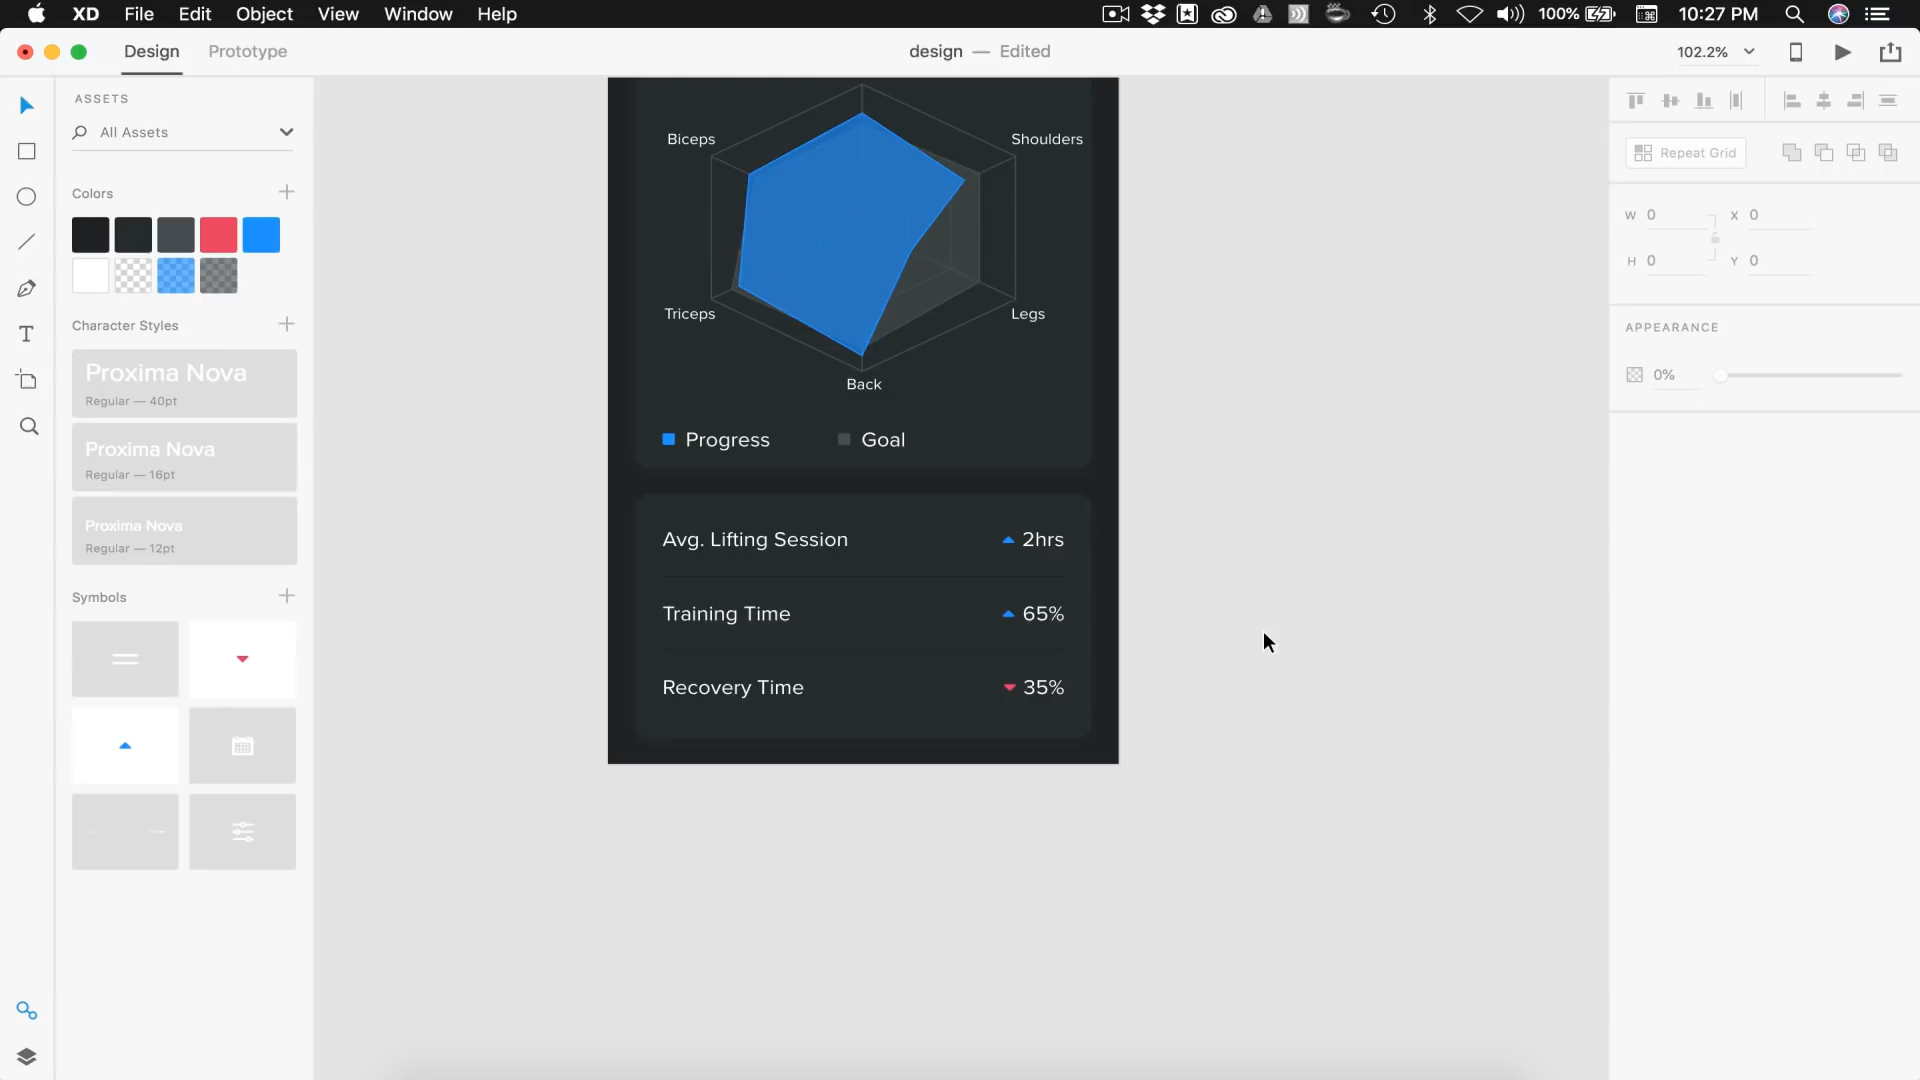 XD File Edit Object View Window Help 100% 10:27 PM
Design Prototype design — Edited 102.2%
ASSETS
All Assets
Colors
Character Styles
Proxima Nova
Regular — 40pt
Proxima Nova
Regular — 16pt
Proxima Nova
Regular — 12pt
Symbols
Biceps Shoulders
Triceps Legs
Back
Progress Goal
Avg. Lifting Session 2hrs
Training Time 65%
Recovery Time 35%
Repeat Grid
W 0 X 0
H 0 Y 0
APPEARANCE
0%